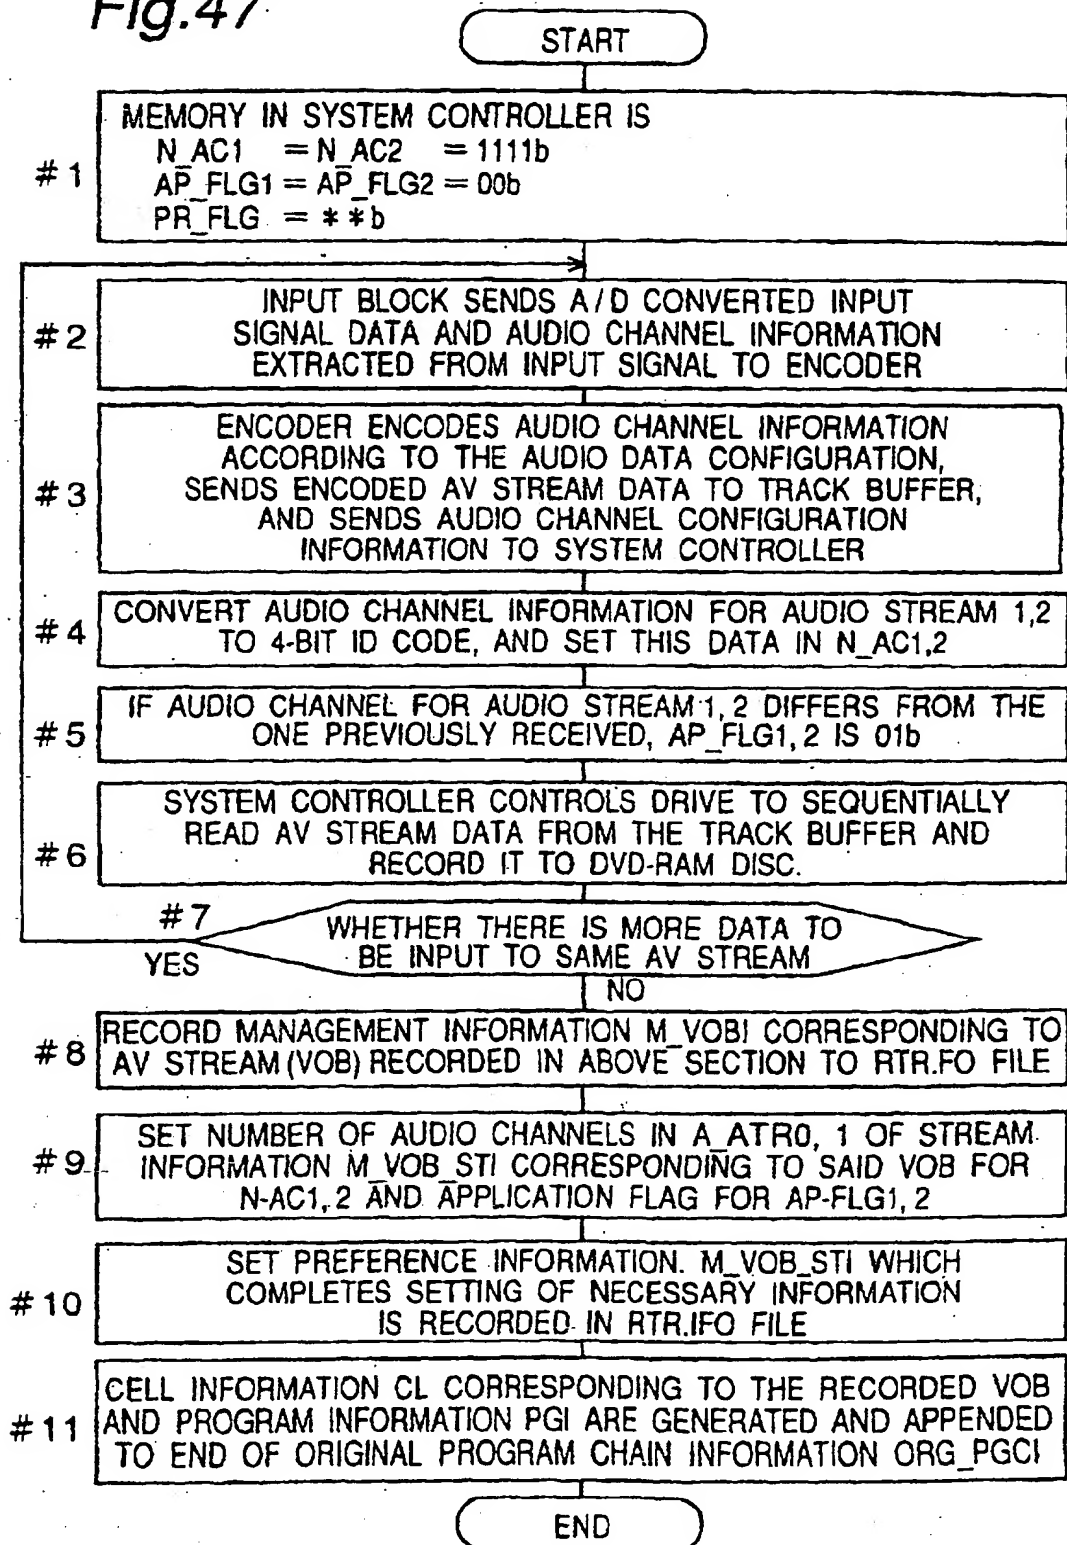 Fig.47
START
#1
MEMORY IN SYSTEM CONTROLLER IS
N_AC1 = N_AC2 = 1111b
AP_FLG1 = AP_FLG2 = 00b
PR_FLG = **b
#2
INPUT BLOCK SENDS A/D CONVERTED INPUT
SIGNAL DATA AND AUDIO CHANNEL INFORMATION
EXTRACTED FROM INPUT SIGNAL TO ENCODER
#3
ENCODER ENCODES AUDIO CHANNEL INFORMATION
ACCORDING TO THE AUDIO DATA CONFIGURATION,
SENDS ENCODED AV STREAM DATA TO TRACK BUFFER,
AND SENDS AUDIO CHANNEL CONFIGURATION
INFORMATION TO SYSTEM CONTROLLER
#4
CONVERT AUDIO CHANNEL INFORMATION FOR AUDIO STREAM 1,2
TO 4-BIT ID CODE, AND SET THIS DATA IN N_AC1,2
#5
IF AUDIO CHANNEL FOR AUDIO STREAM 1, 2 DIFFERS FROM THE
ONE PREVIOUSLY RECEIVED, AP_FLG1, 2 IS 01b
#6
SYSTEM CONTROLLER CONTROLS DRIVE TO SEQUENTIALLY
READ AV STREAM DATA FROM THE TRACK BUFFER AND
RECORD IT TO DVD-RAM DISC.
#7
WHETHER THERE IS MORE DATA TO
BE INPUT TO SAME AV STREAM
YES
NO
#8
RECORD MANAGEMENT INFORMATION M_VOBI CORRESPONDING TO
AV STREAM (VOB) RECORDED IN ABOVE SECTION TO RTR.FO FILE
#9
SET NUMBER OF AUDIO CHANNELS IN A_ATR0, 1 OF STREAM
INFORMATION M_VOB_STI CORRESPONDING TO SAID VOB FOR
N-AC1, 2 AND APPLICATION FLAG FOR AP-FLG1, 2
#10
SET PREFERENCE INFORMATION. M_VOB_STI WHICH
COMPLETES SETTING OF NECESSARY INFORMATION
IS RECORDED IN RTR.IFO FILE
#11
CELL INFORMATION CL CORRESPONDING TO THE RECORDED VOB
AND PROGRAM INFORMATION PGI ARE GENERATED AND APPENDED
TO END OF ORIGINAL PROGRAM CHAIN INFORMATION ORG_PGCI
END